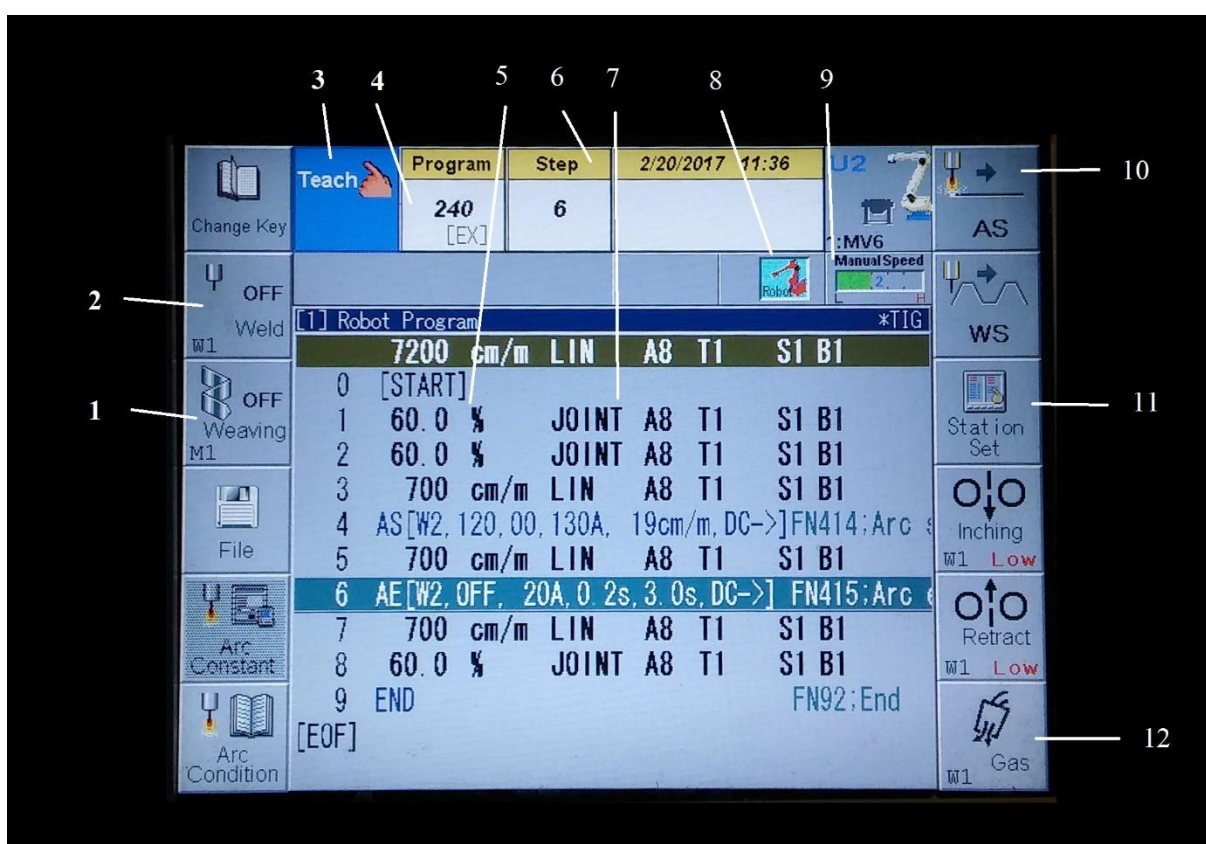 3 4 5 6 7 8 9
10
11
12
2
1
Change Key
Teach
Program
240
[EX]
Step
6
2/20/2017 11:36
U2
1:MV6
AS
OFF
Weld
W1
Robot
Manual Speed
2
L H
WS
[1] Robot Program *TIG
7200 cm/m LIN A8 T1 S1 B1
0 [START]
1 60.0 % JOINT A8 T1 S1 B1
2 60.0 % JOINT A8 T1 S1 B1
3 700 cm/m LIN A8 T1 S1 B1
4 AS[W2,120,00,130A, 19cm/m,DC->]FN414;Arc s
5 700 cm/m LIN A8 T1 S1 B1
6 AE[W2,OFF, 20A,0.2s,3.0s,DC->] FN415;Arc e
7 700 cm/m LIN A8 T1 S1 B1
8 60.0 % JOINT A8 T1 S1 B1
9 END FN92;End
[EOF]
OFF
Weaving
M1
File
Arc
Constant
Arc
Condition
Station
Set
Inching
W1 Low
Retract
W1 Low
Gas
W1